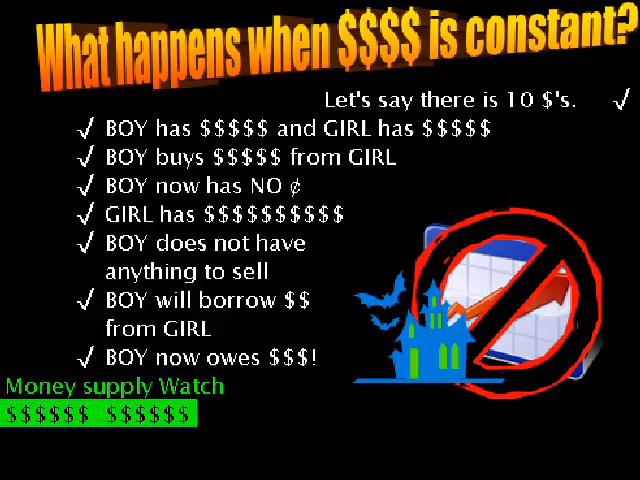 What happens when $$$$ is constant?
Let's say there is 10 $'s. √
√ BOY has $$$$$ and GIRL has $$$$$
√ BOY buys $$$$$ from GIRL
√ BOY now has NO ¢
√ GIRL has $$$$$$$$$$
√ BOY does not have
anything to sell
√ BOY will borrow $$
from GIRL
√ BOY now owes $$$!
Money supply Watch
$$$$$$ $$$$$$